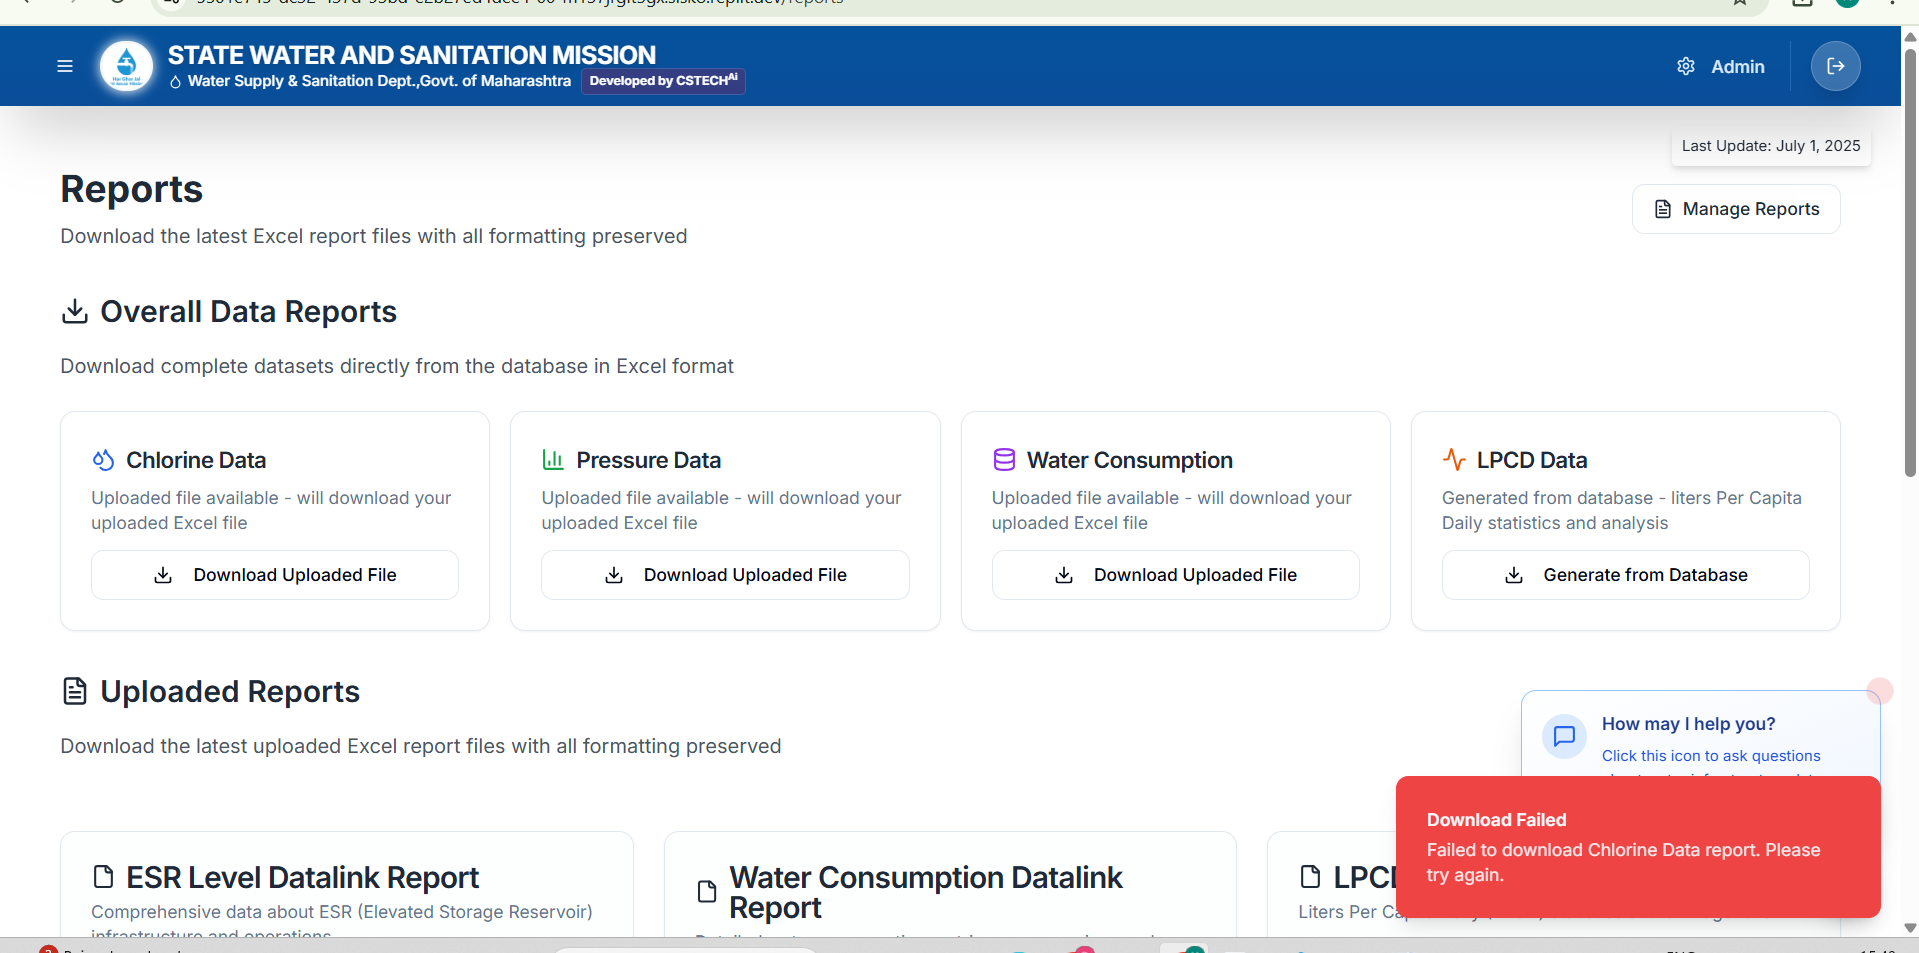 STATE WATER AND SANITATION MISSION
Water Supply & Sanitation Dept.,Govt. of Maharashtra
Developed by CSTECHAi
Admin
Last Update: July 1, 2025
Reports
Manage Reports
Download the latest Excel report files with all formatting preserved
Overall Data Reports
Download complete datasets directly from the database in Excel format
Chlorine Data
Uploaded file available - will download your
uploaded Excel file
Download Uploaded File
Pressure Data
Uploaded file available - will download your
uploaded Excel file
Download Uploaded File
Water Consumption
Uploaded file available - will download your
uploaded Excel file
Download Uploaded File
LPCD Data
Generated from database - liters Per Capita
Daily statistics and analysis
Generate from Database
Uploaded Reports
Download the latest uploaded Excel report files with all formatting preserved
How may I help you?
Click this icon to ask questions
ESR Level Datalink Report
Comprehensive data about ESR (Elevated Storage Reservoir)
infrastructure and operations
Water Consumption Datalink
Report
Liters Per
Download Failed
Failed to download Chlorine Data report. Please
try again.